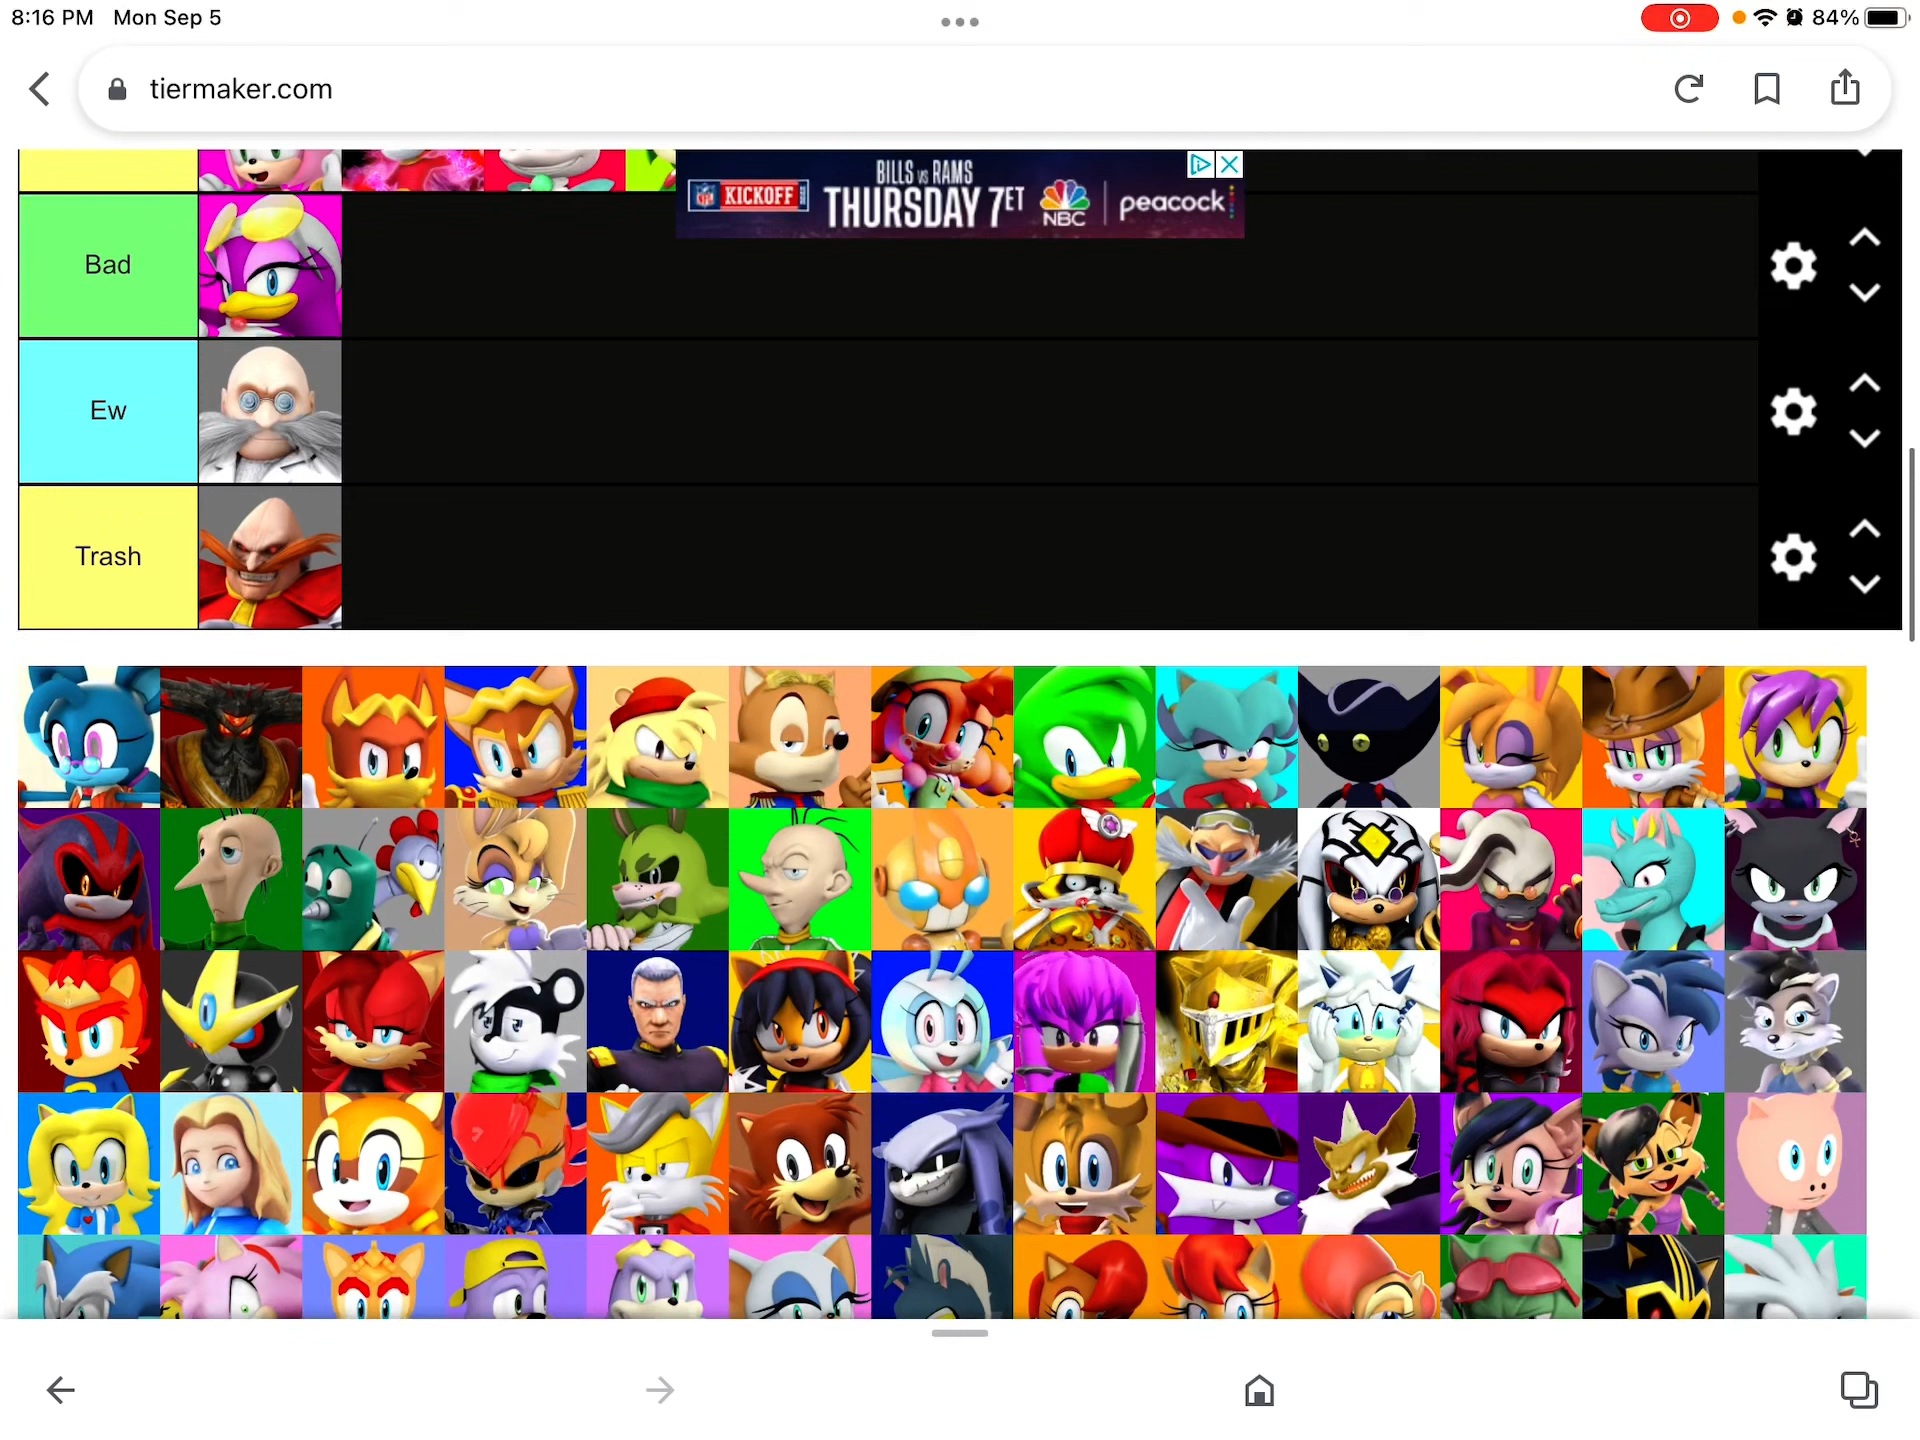 8:16 PM Mon Sep 5
84%
tiermaker.com
KICKOFF
BILLS vs RAMS
THURSDAY 7ET
NBC
peacock
Bad
Ew
Trash